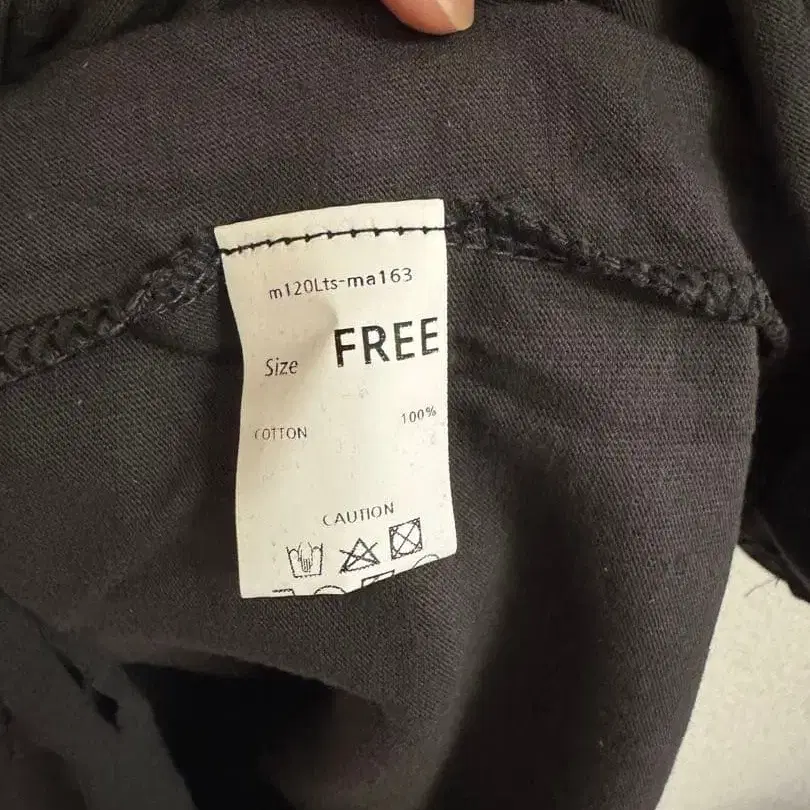 m120Lts-ma163
Size FREE
COTTON 100%
CAUTION